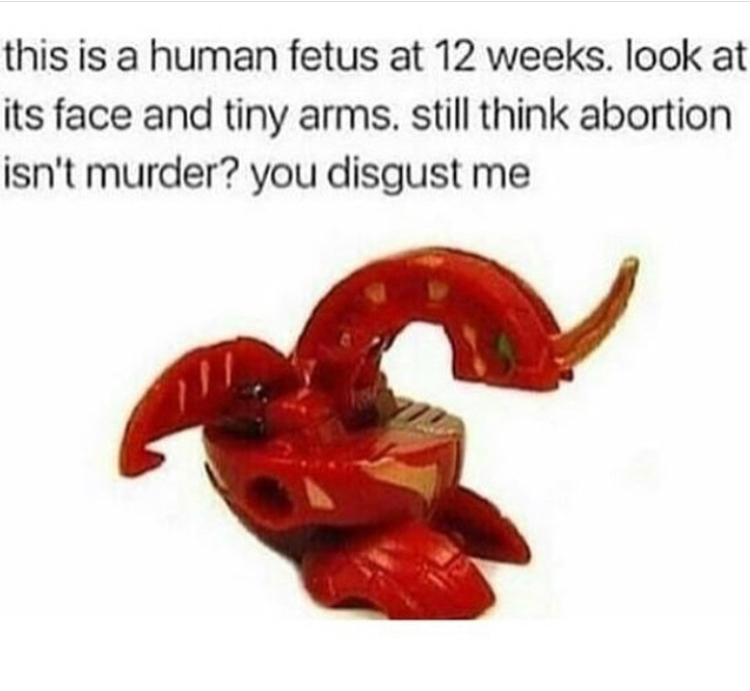 this is a human fetus at 12 weeks. look at
its face and tiny arms. still think abortion
isn't murder? you disgust me